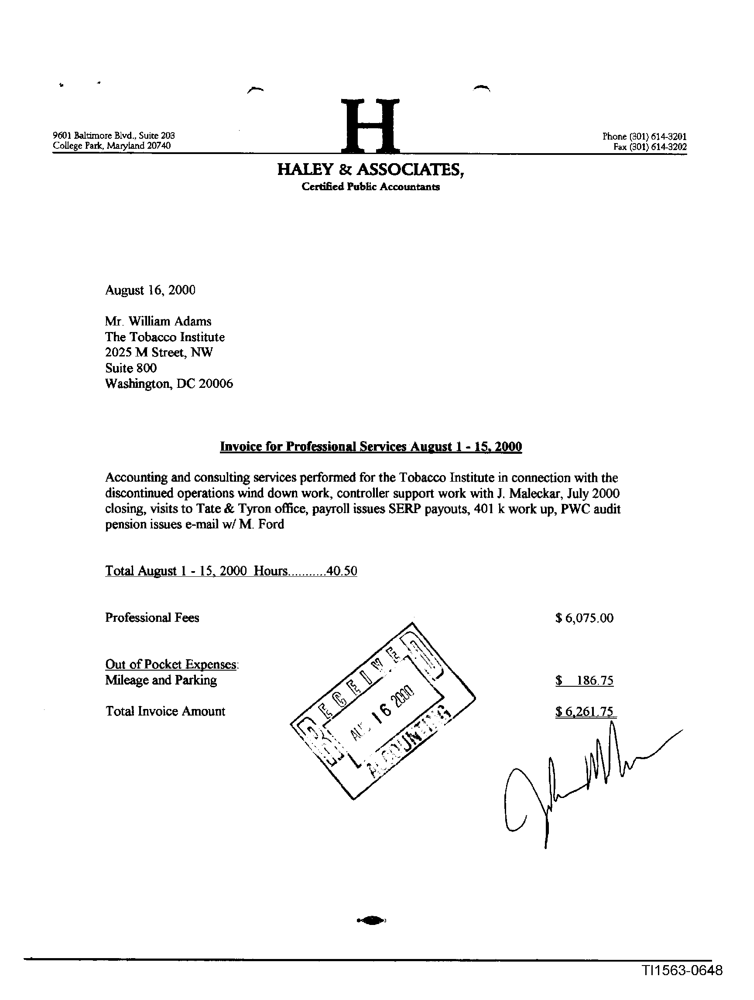 H
9601 Baltimore Blvd., Suite 203
College Park, Maryland 20740
Phone (301) 614-3201
Fax (301) 614-3202
HALEY & ASSOCIATES,
Certified Public Accountants
August 16, 2000
Mr. William Adams
The Tobacco Institute
2025 M Street, NW
Suite 800
Washington, DC 20006
Invoice for Professional Services August 1 - 15, 2000
Accounting and consulting services performed for the Tobacco Institute in connection with the
discontinued operations wind down work, controller support work with J. Maleckar, July 2000
closing, visits to Tate & Tyron office, payroll issues SERP payouts, 401 k work up, PWC audit
pension issues e-mail w/ M. Ford
Total August 1 - 15, 2000 Hours...........40.50
Professional Fees $ 6,075.00
Out of Pocket Expenses:
Mileage and Parking $ 186.75
Total Invoice Amount $ 6,261.75
RECEIVED
16 2000
ACCOUNTING
TI1563-0648